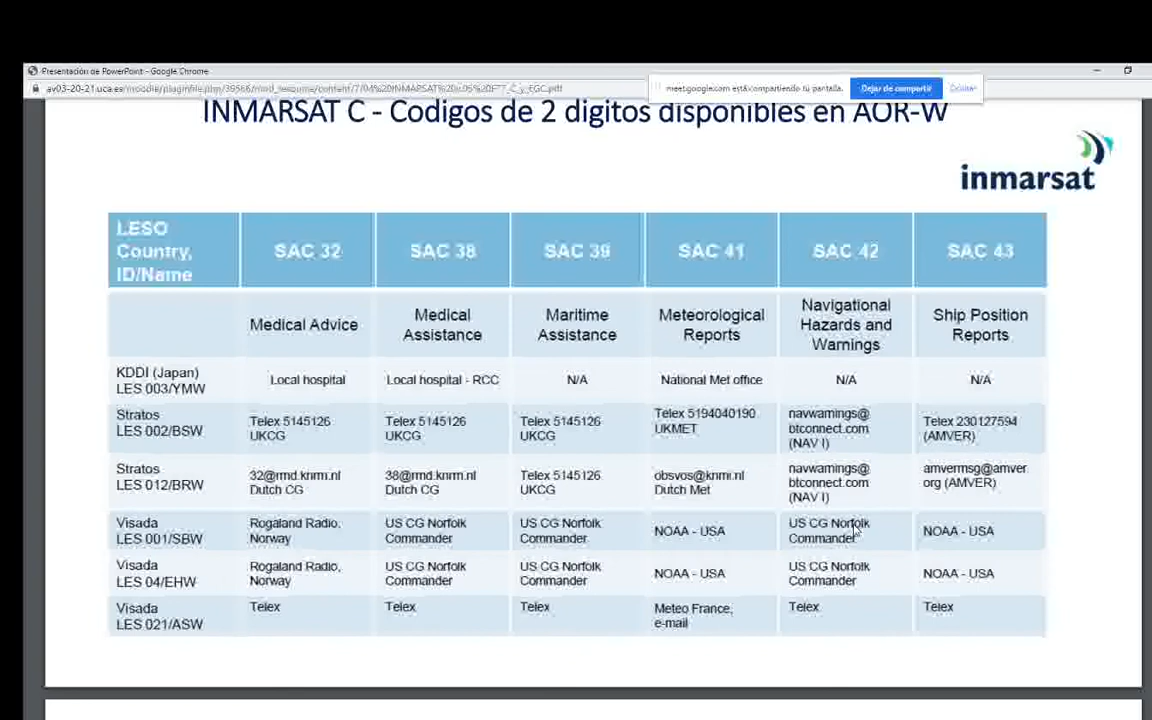 Presentación de PowerPoint - Google Chrome
meet.google.com está compartiendo tu pantalla.
Dejar de compartir
Ocultar
INMARSAT C - Codigos de 2 digitos disponibles en AOR-W
inmarsat
LESO
Country,
ID/Name
SAC 32
SAC 38
SAC 39
SAC 41
SAC 42
SAC 43
Medical Advice
Medical
Assistance
Maritime
Assistance
Meteorological
Reports
Navigational
Hazards and
Warnings
Ship Position
Reports
KDDI (Japan)
LES 003/YMW
Local hospital
Local hospital - RCC
N/A
National Met office
N/A
N/A
Stratos
LES 002/BSW
Telex 5145126
UKCG
Telex 5145126
UKCG
Telex 5145126
UKCG
Telex 5194040190
UKMET
navwarnings@
btconnect.com
(NAV I)
Telex 230127594
(AMVER)
Stratos
LES 012/BRW
32@rmd.knrm.nl
Dutch CG
38@rmd.knrm.nl
Dutch CG
Telex 5145126
UKCG
obsvos@knmi.nl
Dutch Met
navwarnings@
btconnect.com
(NAV I)
amvermsg@amver.
org (AMVER)
Visada
LES 001/SBW
Rogaland Radio,
Norway
US CG Norfolk
Commander
US CG Norfolk
Commander
NOAA - USA
US CG Norfolk
Commander
NOAA - USA
Visada
LES 04/EHW
Rogaland Radio,
Norway
US CG Norfolk
Commander
US CG Norfolk
Commander
NOAA - USA
US CG Norfolk
Commander
NOAA - USA
Visada
LES 021/ASW
Telex
Telex
Telex
Meteo France,
e-mail
Telex
Telex